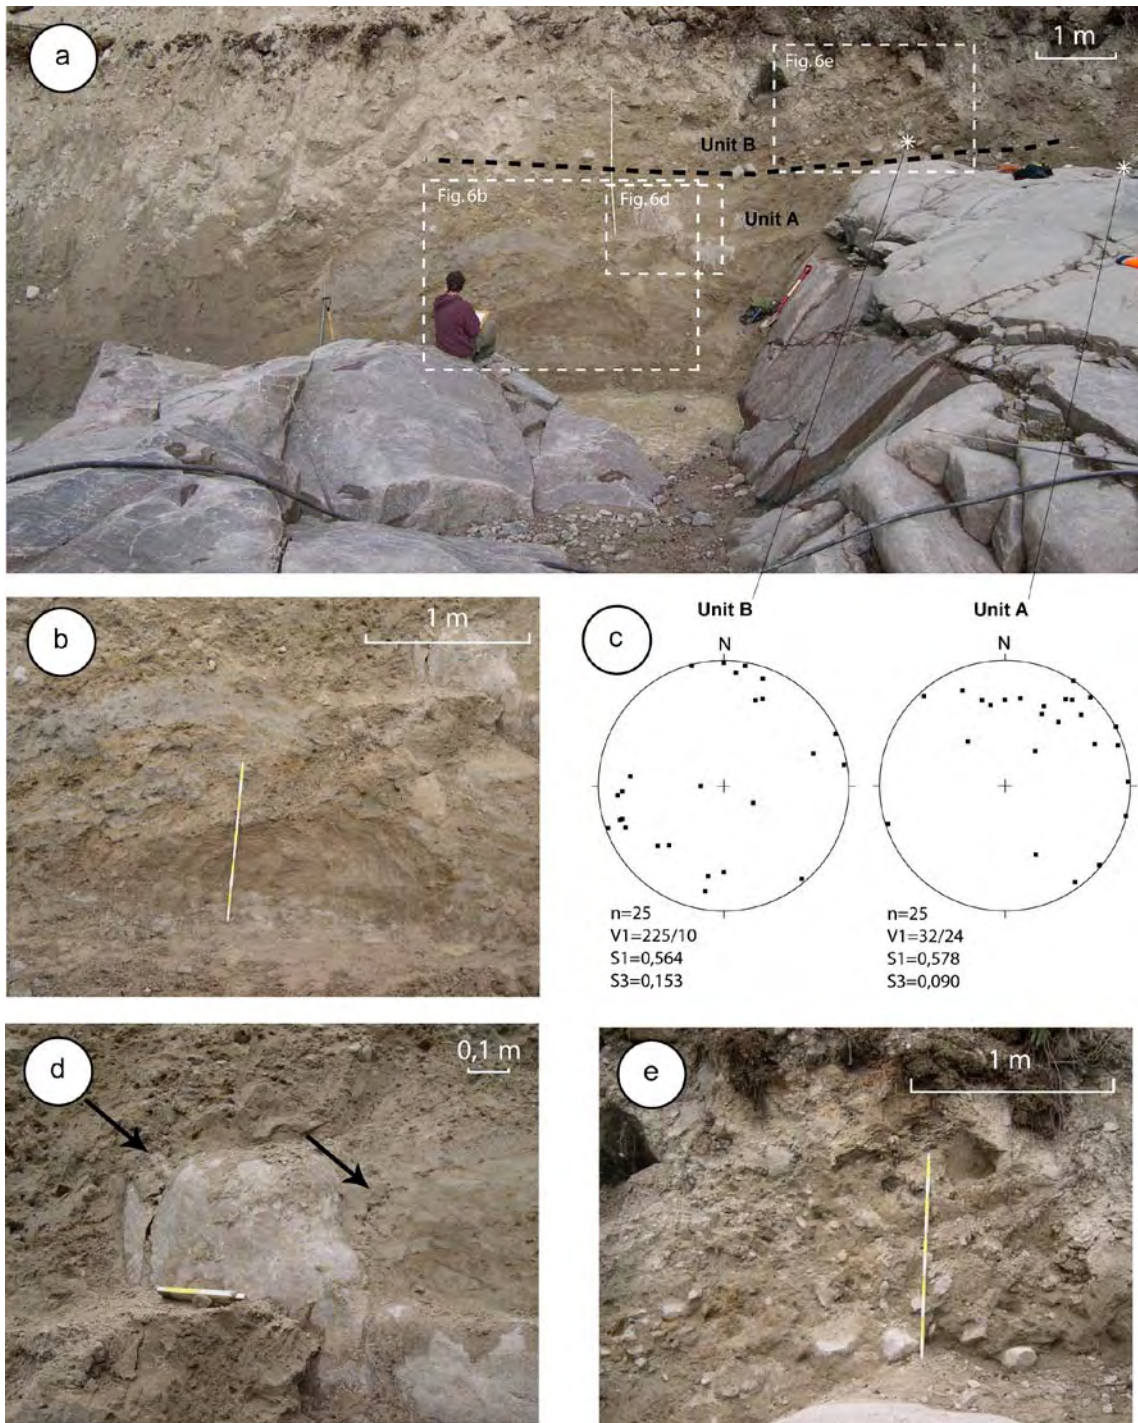 a
1 m
Fig. 6e
Unit B
Fig. 6b
Fig. 6d
Unit A
b
1 m
c
Unit B
N
n=25
V1=225/10
S1=0,564
S3=0,153
Unit A
N
n=25
V1=32/24
S1=0,578
S3=0,090
d
0,1 m
e
1 m